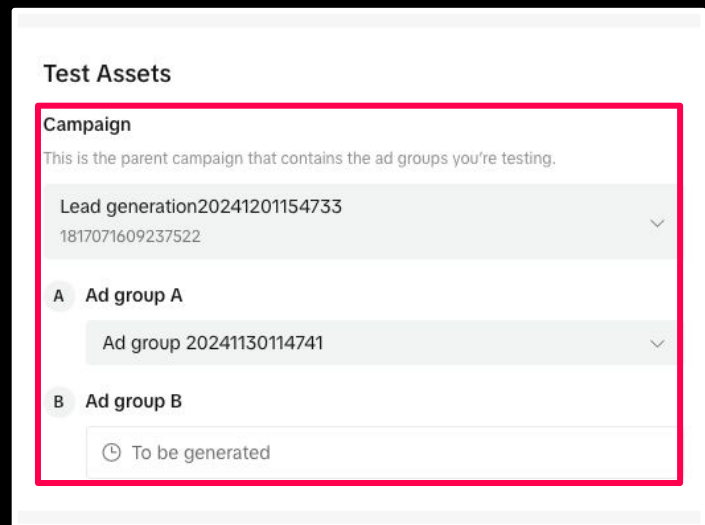 Test Assets
Campaign
This is the parent campaign that contains the ad groups you're testing.
Lead generation20241201154733
1817071609237522
A Ad group A
Ad group 20241130114741
B Ad group B
To be generated